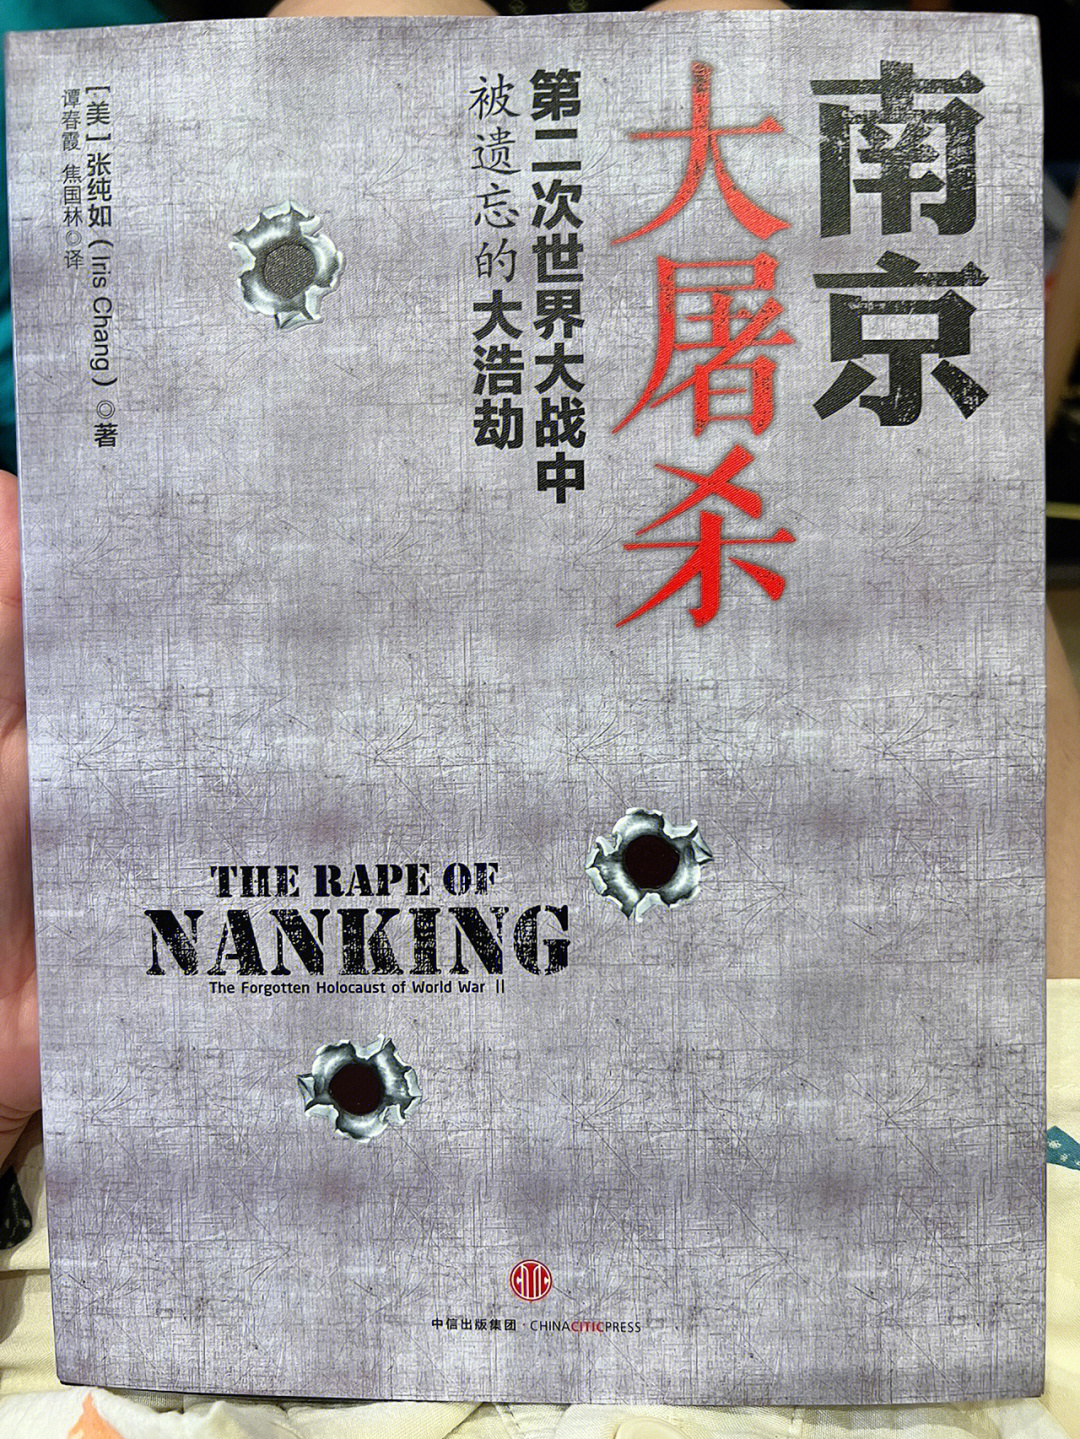 南京
大屠杀
第二次世界大战中
被遗忘的大浩劫
[美] 张纯如（Iris Chang）◎著
谭春霞 焦国林◎译
THE RAPE OF
NANKING
The Forgotten Holocaust of World War II
中信出版集团·CHINACITICPRESS